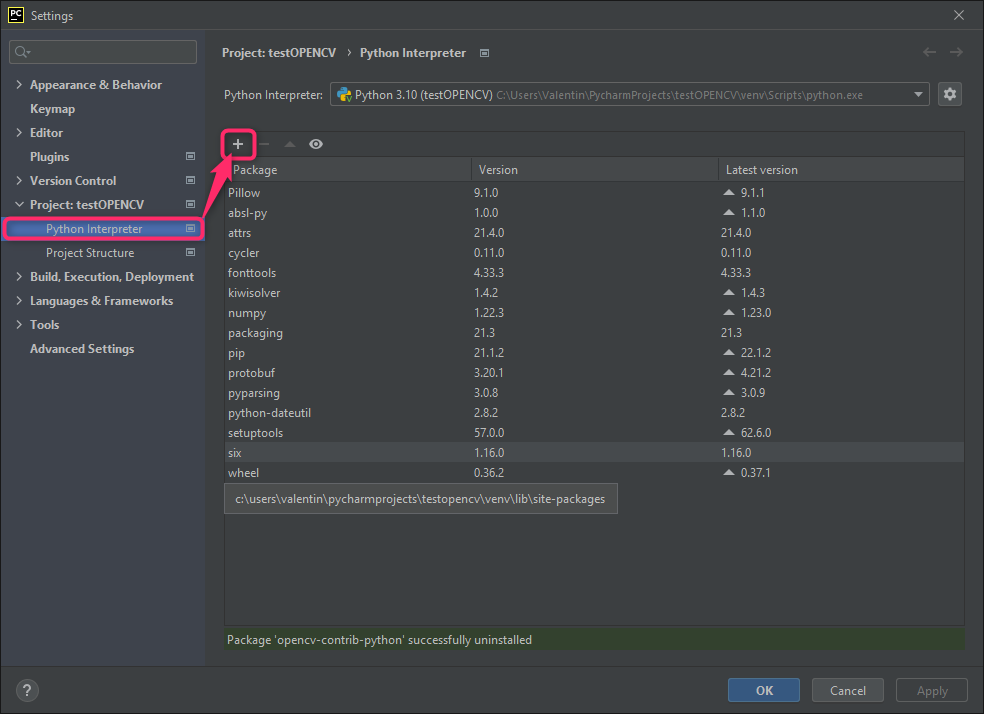 PC Settings
Project: testOPENCV › Python Interpreter
Appearance & Behavior
Keymap
Editor
Plugins
Version Control
Project: testOPENCV
Python Interpreter
Project Structure
Build, Execution, Deployment
Languages & Frameworks
Tools
Advanced Settings
Python Interpreter: Python 3.10 (testOPENCV) C:\Users\Valentin\PycharmProjects\testOPENCV\venv\Scripts\python.exe
Package Version Latest version
Pillow 9.1.0 9.1.1
absl-py 1.0.0 1.1.0
attrs 21.4.0 21.4.0
cycler 0.11.0 0.11.0
fonttools 4.33.3 4.33.3
kiwisolver 1.4.2 1.4.3
numpy 1.22.3 1.23.0
packaging 21.3 21.3
pip 21.1.2 22.1.2
protobuf 3.20.1 4.21.2
pyparsing 3.0.8 3.0.9
python-dateutil 2.8.2 2.8.2
setuptools 57.0.0 62.6.0
six 1.16.0 1.16.0
wheel 0.36.2 0.37.1
c:\users\valentin\pycharmprojects\testopencv\venv\lib\site-packages
Package 'opencv-contrib-python' successfully uninstalled
? OK Cancel Apply